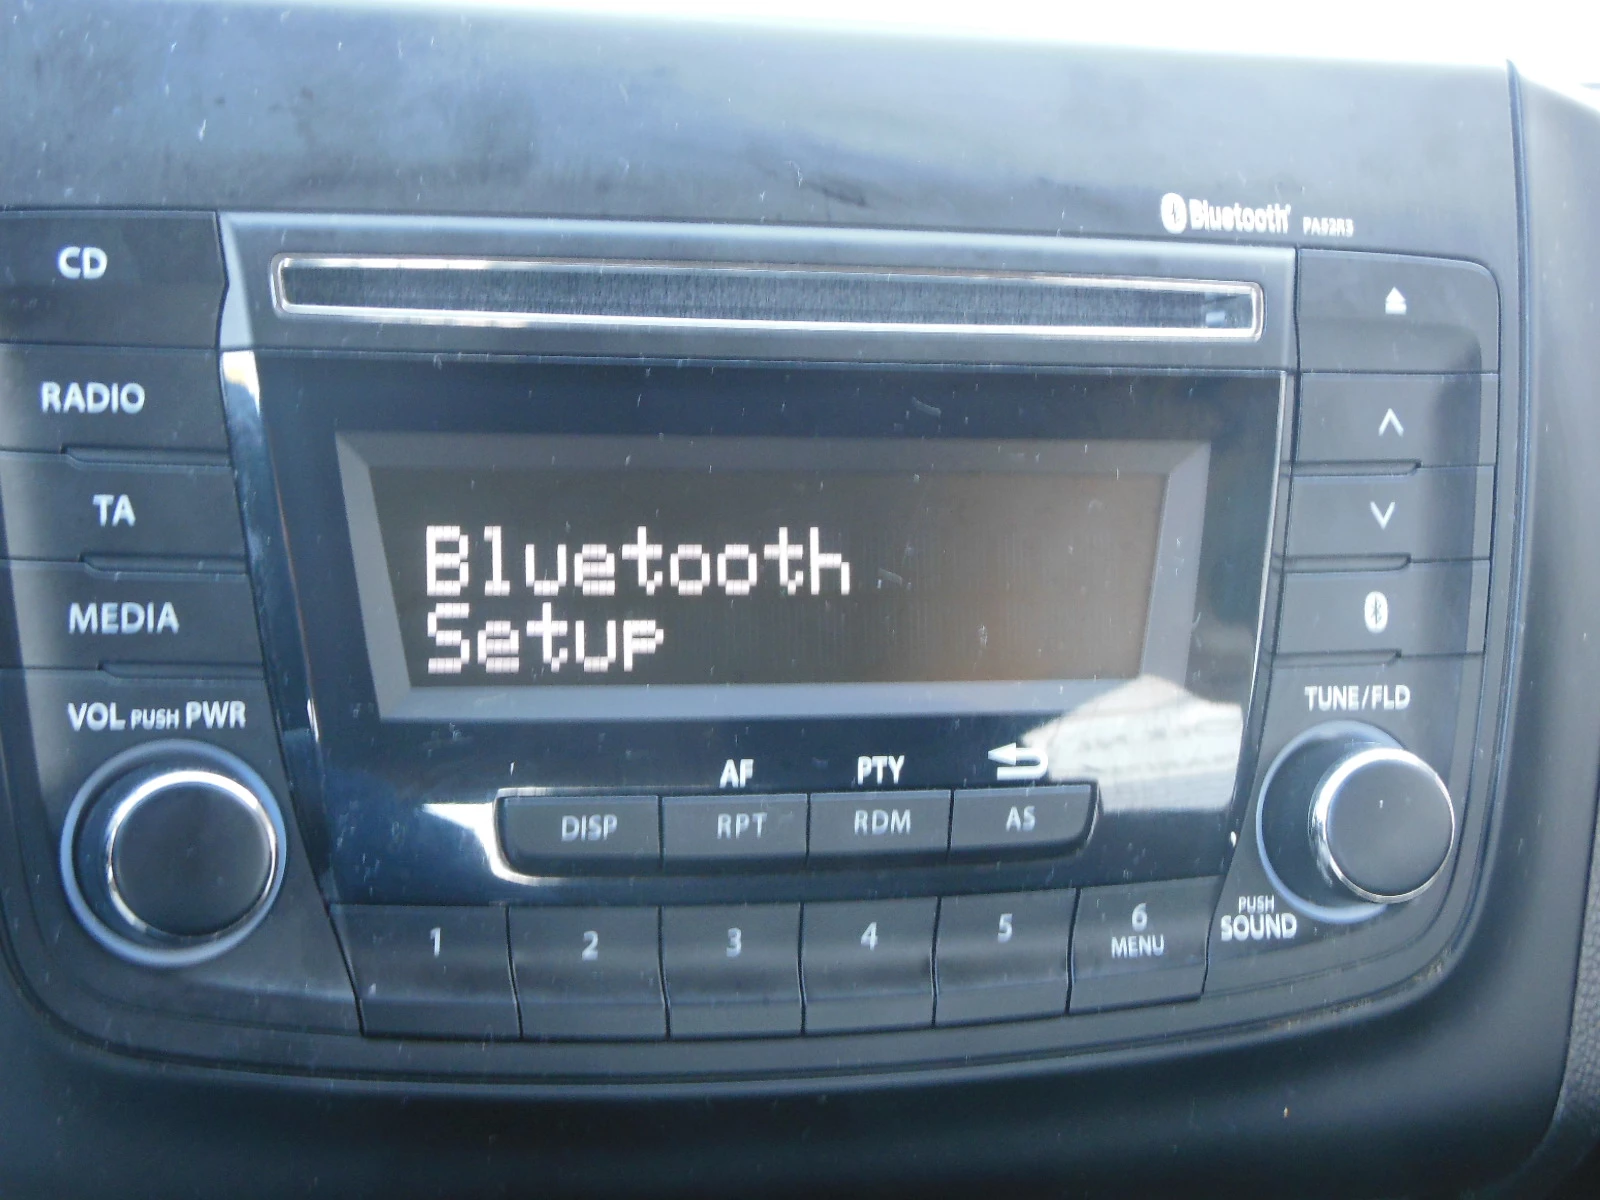 Bluetooth PA52R3
CD
RADIO
TA
MEDIA
VOL PUSH PWR
Bluetooth
Setup
AF PTY
DISP RPT RDM AS
1 2 3 4 5 6
MENU
TUNE/FLD
PUSH
SOUND